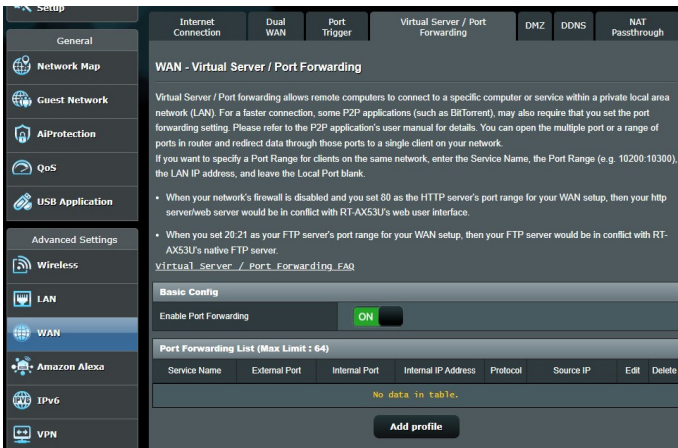 Setup
General
Network Map
Guest Network
AiProtection
QoS
USB Application
Advanced Settings
Wireless
LAN
WAN
Amazon Alexa
IPv6
VPN
Internet Connection
Dual WAN
Port Trigger
Virtual Server / Port Forwarding
DMZ
DDNS
NAT Passthrough
WAN - Virtual Server / Port Forwarding
Virtual Server / Port forwarding allows remote computers to connect to a specific computer or service within a private local area
network (LAN). For a faster connection, some P2P applications (such as BitTorrent), may also require that you set the port
forwarding setting. Please refer to the P2P application's user manual for details. You can open the multiple port or a range of
ports in router and redirect data through those ports to a single client on your network.
If you want to specify a Port Range for clients on the same network, enter the Service Name, the Port Range (e.g. 10200:10300),
the LAN IP address, and leave the Local Port blank.
• When your network's firewall is disabled and you set 80 as the HTTP server's port range for your WAN setup, then your http
server/web server would be in conflict with RT-AX53U's web user interface.
• When you set 20:21 as your FTP server's port range for your WAN setup, then your FTP server would be in conflict with RT-
AX53U's native FTP server.
Virtual Server / Port Forwarding FAQ
Basic Config
Enable Port Forwarding ON
Port Forwarding List (Max Limit : 64)
Service Name External Port Internal Port Internal IP Address Protocol Source IP Edit Delete
No data in table.
Add profile